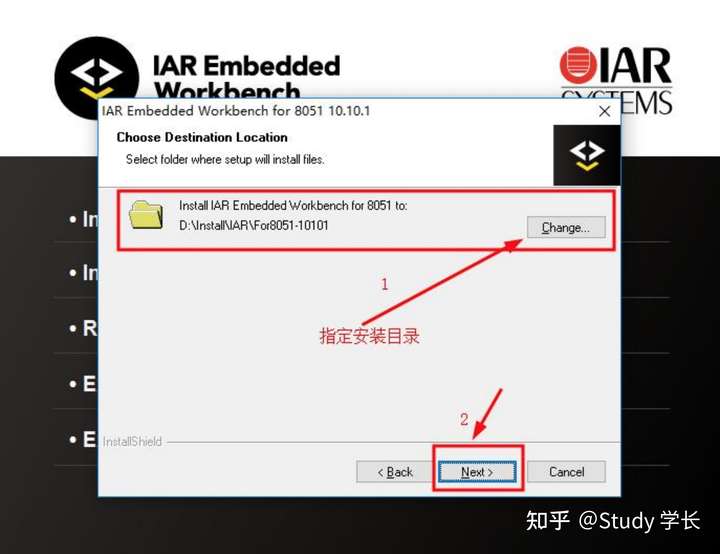 IAR Embedded
Workbench
IAR
SYSTEMS
IAR Embedded Workbench for 8051 10.10.1
Choose Destination Location
Select folder where setup will install files.
Install IAR Embedded Workbench for 8051 to:
D:\Install\IAR\For8051-10101
Change...
1
指定安装目录
2
InstallShield
< Back
Next >
Cancel
• In
• In
• R
• E
• E
知乎 @Study 学长